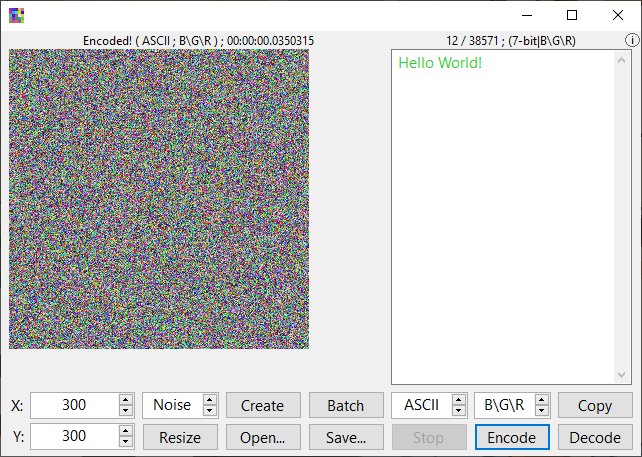 Encoded! ( ASCII ; B\G\R ) ; 00:00:00.0350315
12 / 38571 ; (7-bit|B\G\R)
i
Hello World!
X: 300 Noise Create Batch ASCII B\G\R Copy
Y: 300 Resize Open... Save... Stop Encode Decode